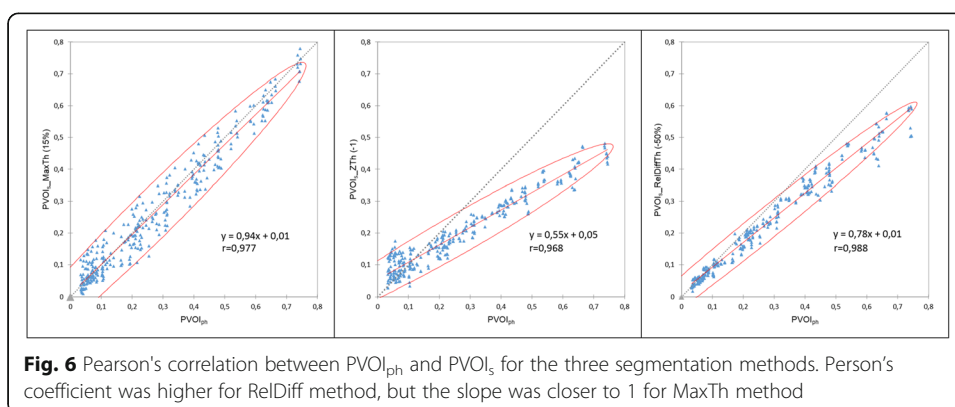 0,8
0,7
0,6
0,5
0,4
0,3
0,2
0,1
0
PVOIs_MaxTh (15%)
y = 0,94x + 0,01
r=0,977
0 0,1 0,2 0,3 0,4 0,5 0,6 0,7 0,8
PVOIph
0,8
0,7
0,6
0,5
0,4
0,3
0,2
0,1
0
PVOIs_ZTh (-1)
y = 0,55x + 0,05
r=0,968
0 0,1 0,2 0,3 0,4 0,5 0,6 0,7 0,8
PVOIph
0,8
0,7
0,6
0,5
0,4
0,3
0,2
0,1
0
PVOIs_RelDiffTh (-50%)
y = 0,78x + 0,01
r=0,988
0 0,1 0,2 0,3 0,4 0,5 0,6 0,7 0,8
PVOIph
Fig. 6 Pearson's correlation between PVOIph and PVOIs for the three segmentation methods. Person's
coefficient was higher for RelDiff method, but the slope was closer to 1 for MaxTh method